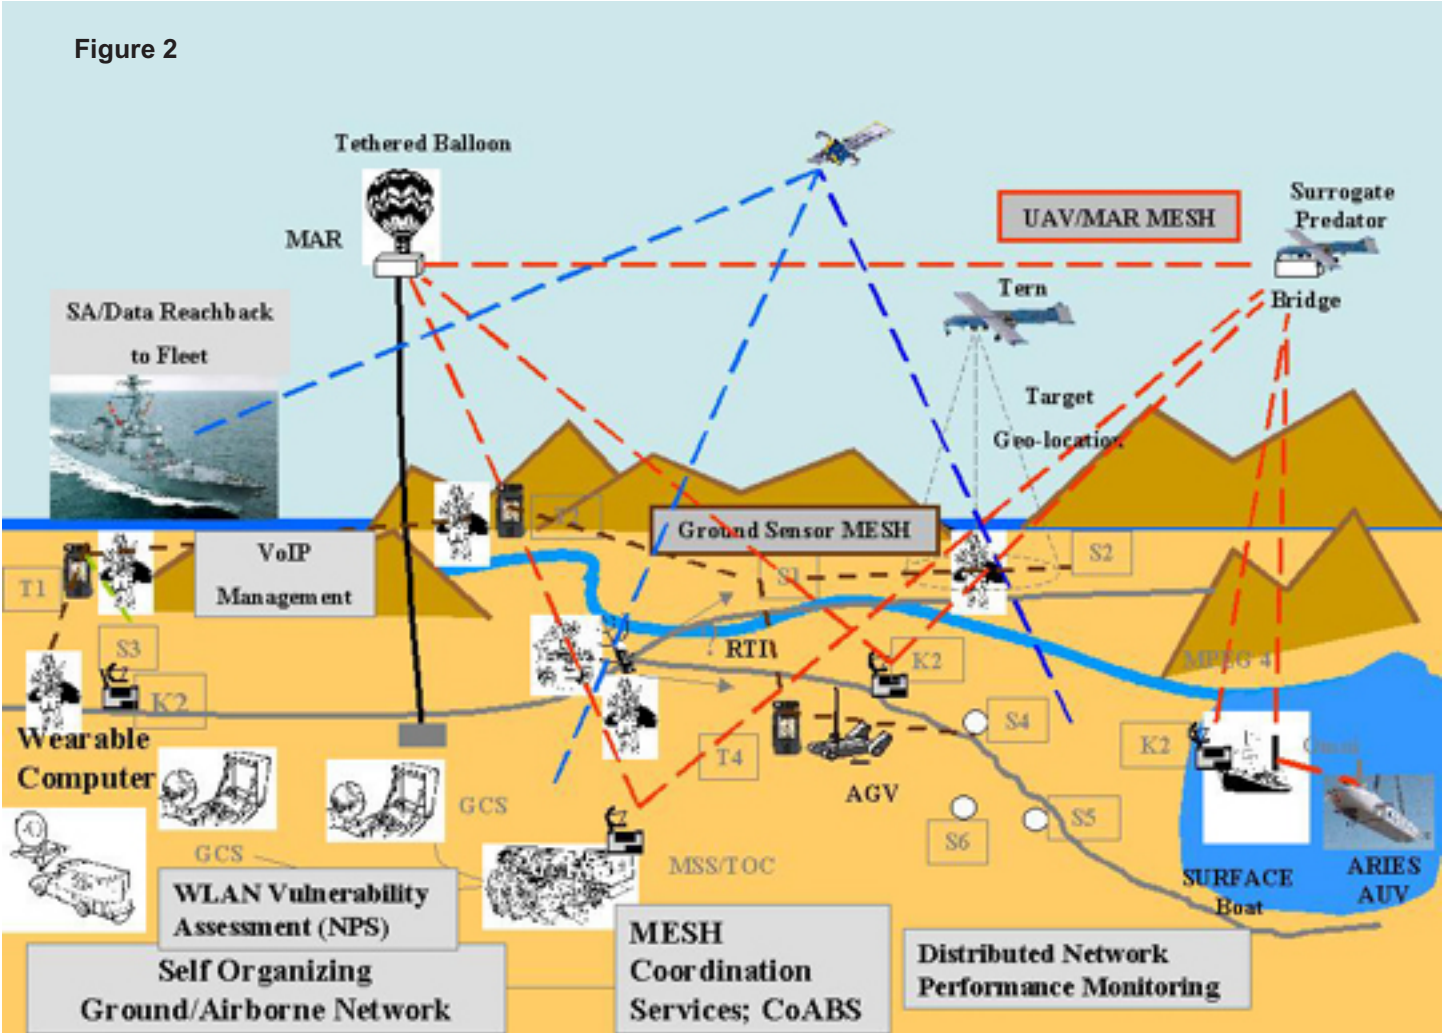 Figure 2
Tethered Balloon
MAR
UAV/MAR MESH
Surrogate
Predator
Bridge
Tern
SA/Data Reachback
to Fleet
Target
Geo-location
Ground Sensor MESH
VoIP
Management
T1
S1
S2
S3
RTI
K2
MPEG 4
K2
Wearable
Computer
S4
K2
Omni
T4
AGV
GCS
S6
S5
GCS
MSS/TOC
SURFACE
Boat
ARIES
AUV
WLAN Vulnerability
Assessment (NPS)
Self Organizing
Ground/Airborne Network
MESH
Coordination
Services; CoABS
Distributed Network
Performance Monitoring